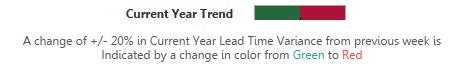 Current Year Trend
A change of +/- 20% in Current Year Lead Time Variance from previous week is
Indicated by a change in color from Green to Red